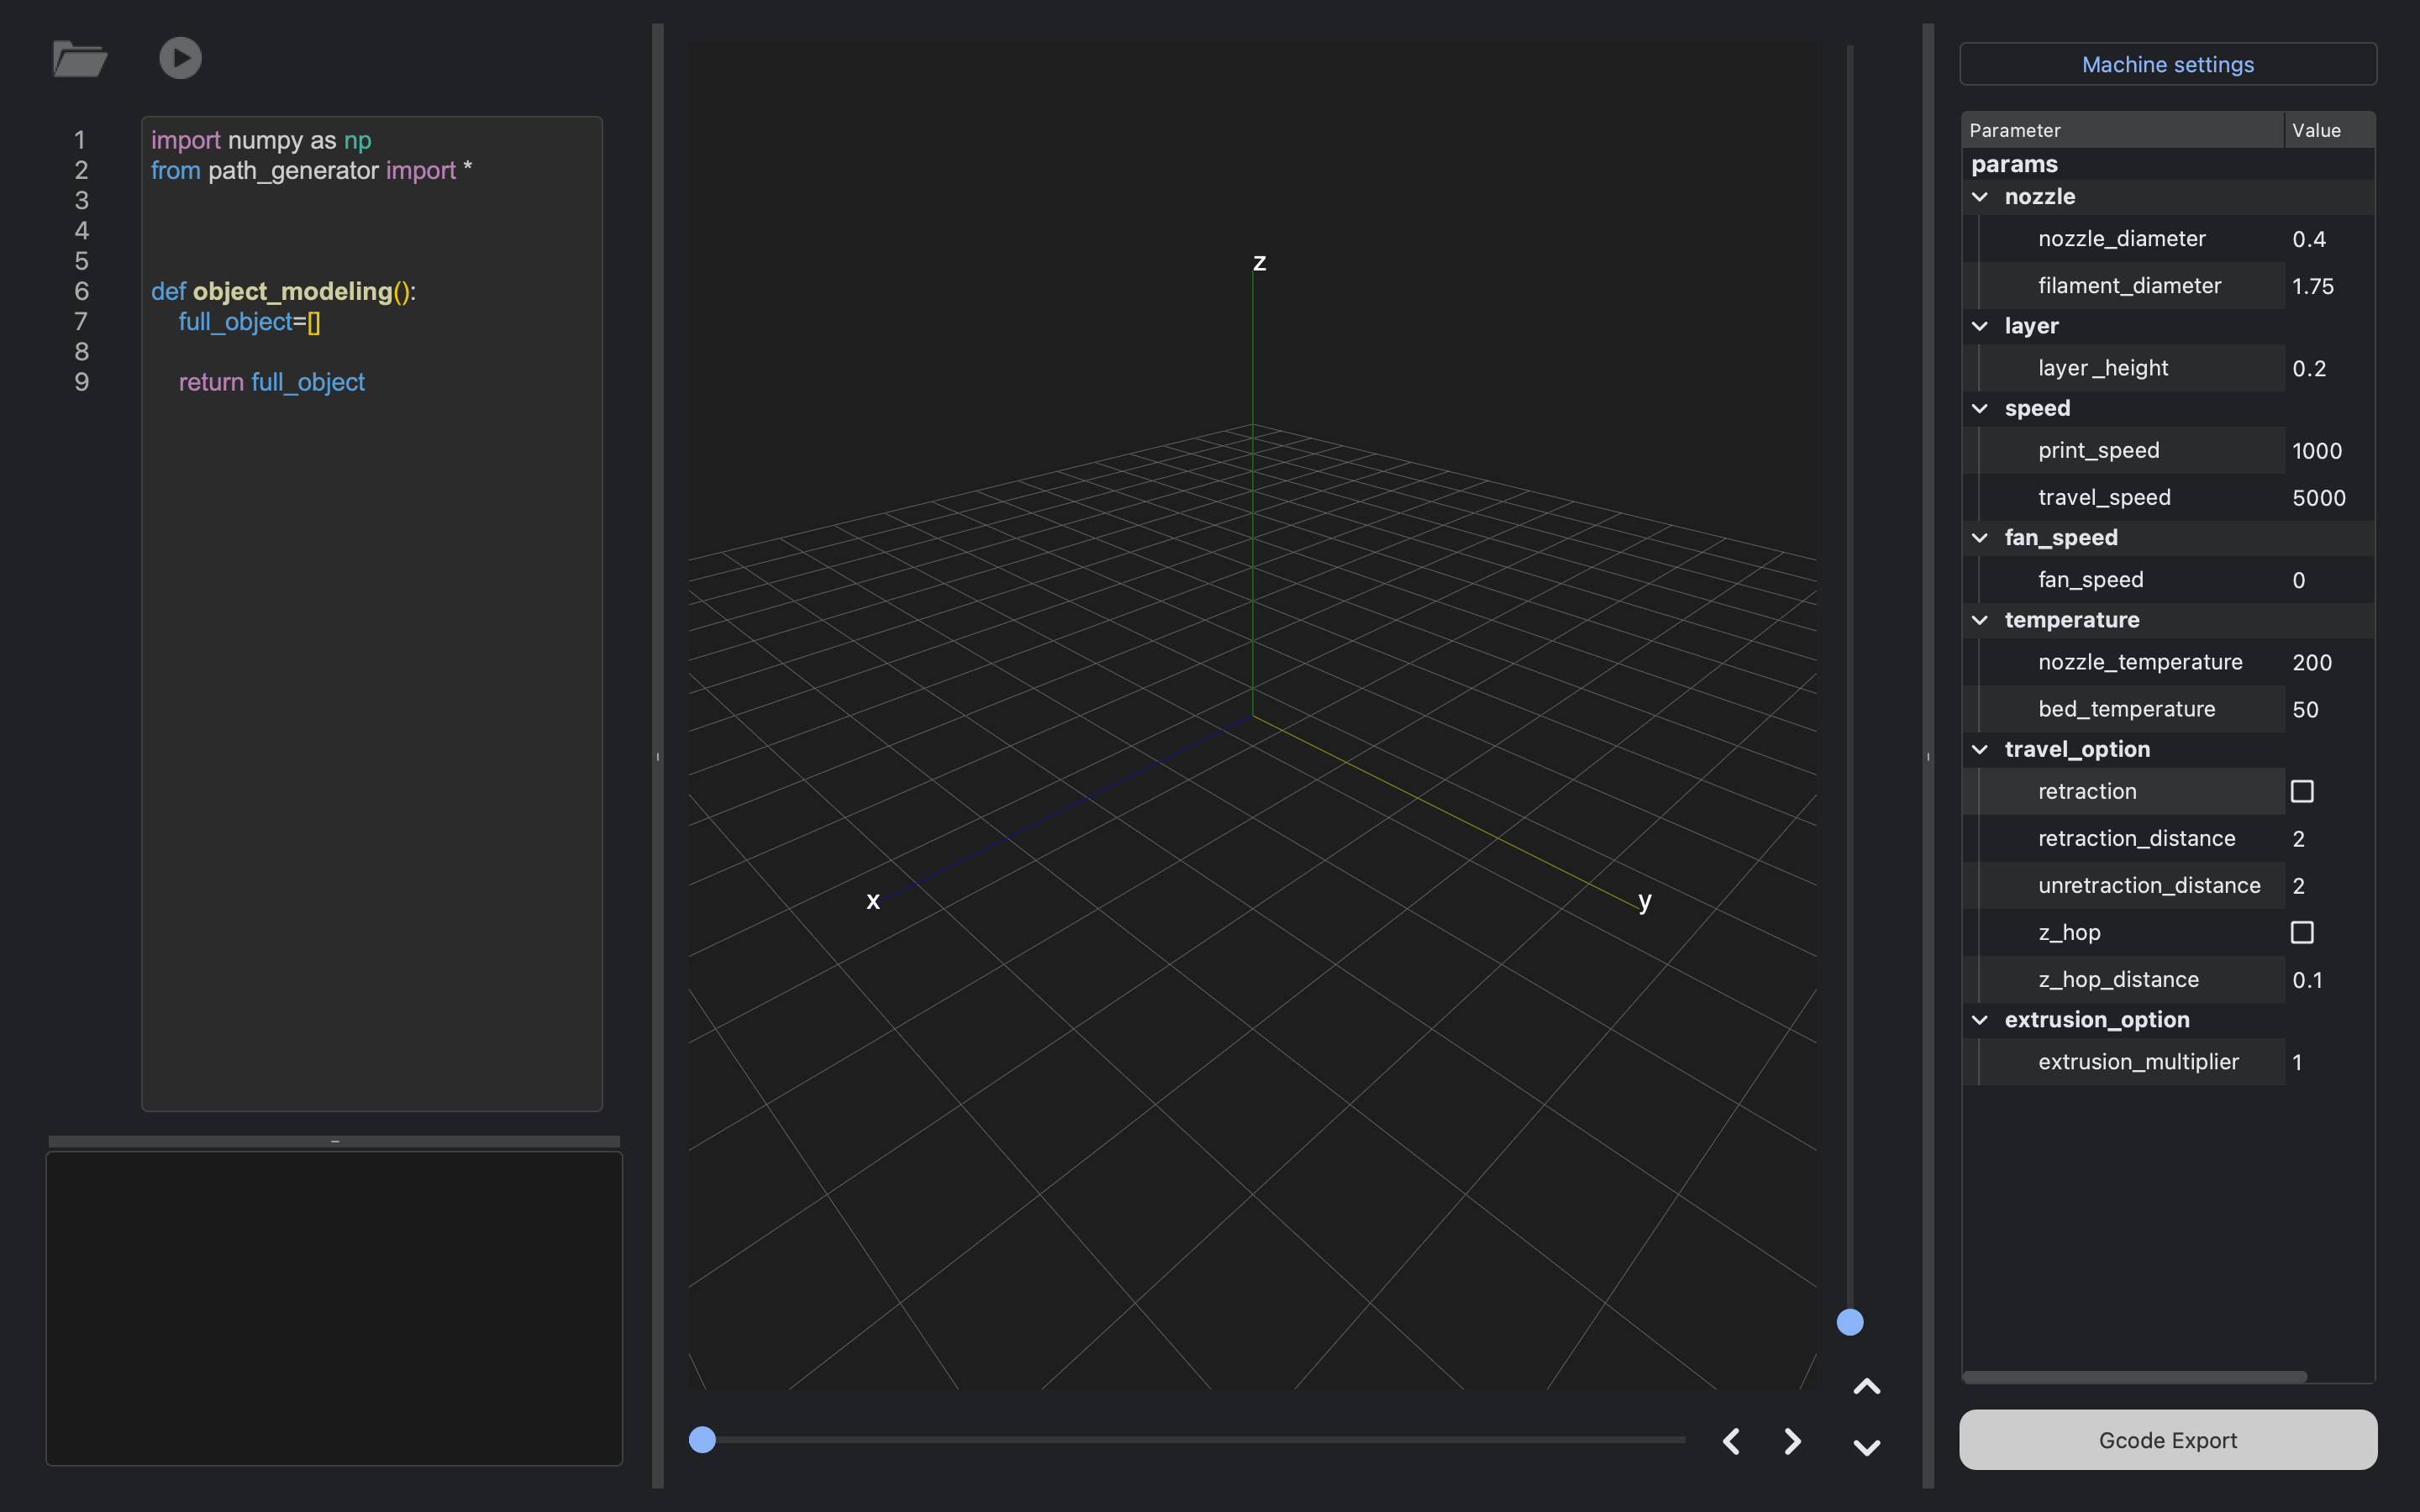 1 import numpy as np
2 from path_generator import *
3
4
5
6 def object_modeling():
7 full_object=[]
8
9 return full_object
z
x
y
Machine settings
Parameter Value
params
nozzle
nozzle_diameter 0.4
filament_diameter 1.75
layer
layer_height 0.2
speed
print_speed 1000
travel_speed 5000
fan_speed
fan_speed 0
temperature
nozzle_temperature 200
bed_temperature 50
travel_option
retraction
retraction_distance 2
unretraction_distance 2
z_hop
z_hop_distance 0.1
extrusion_option
extrusion_multiplier 1
Gcode Export